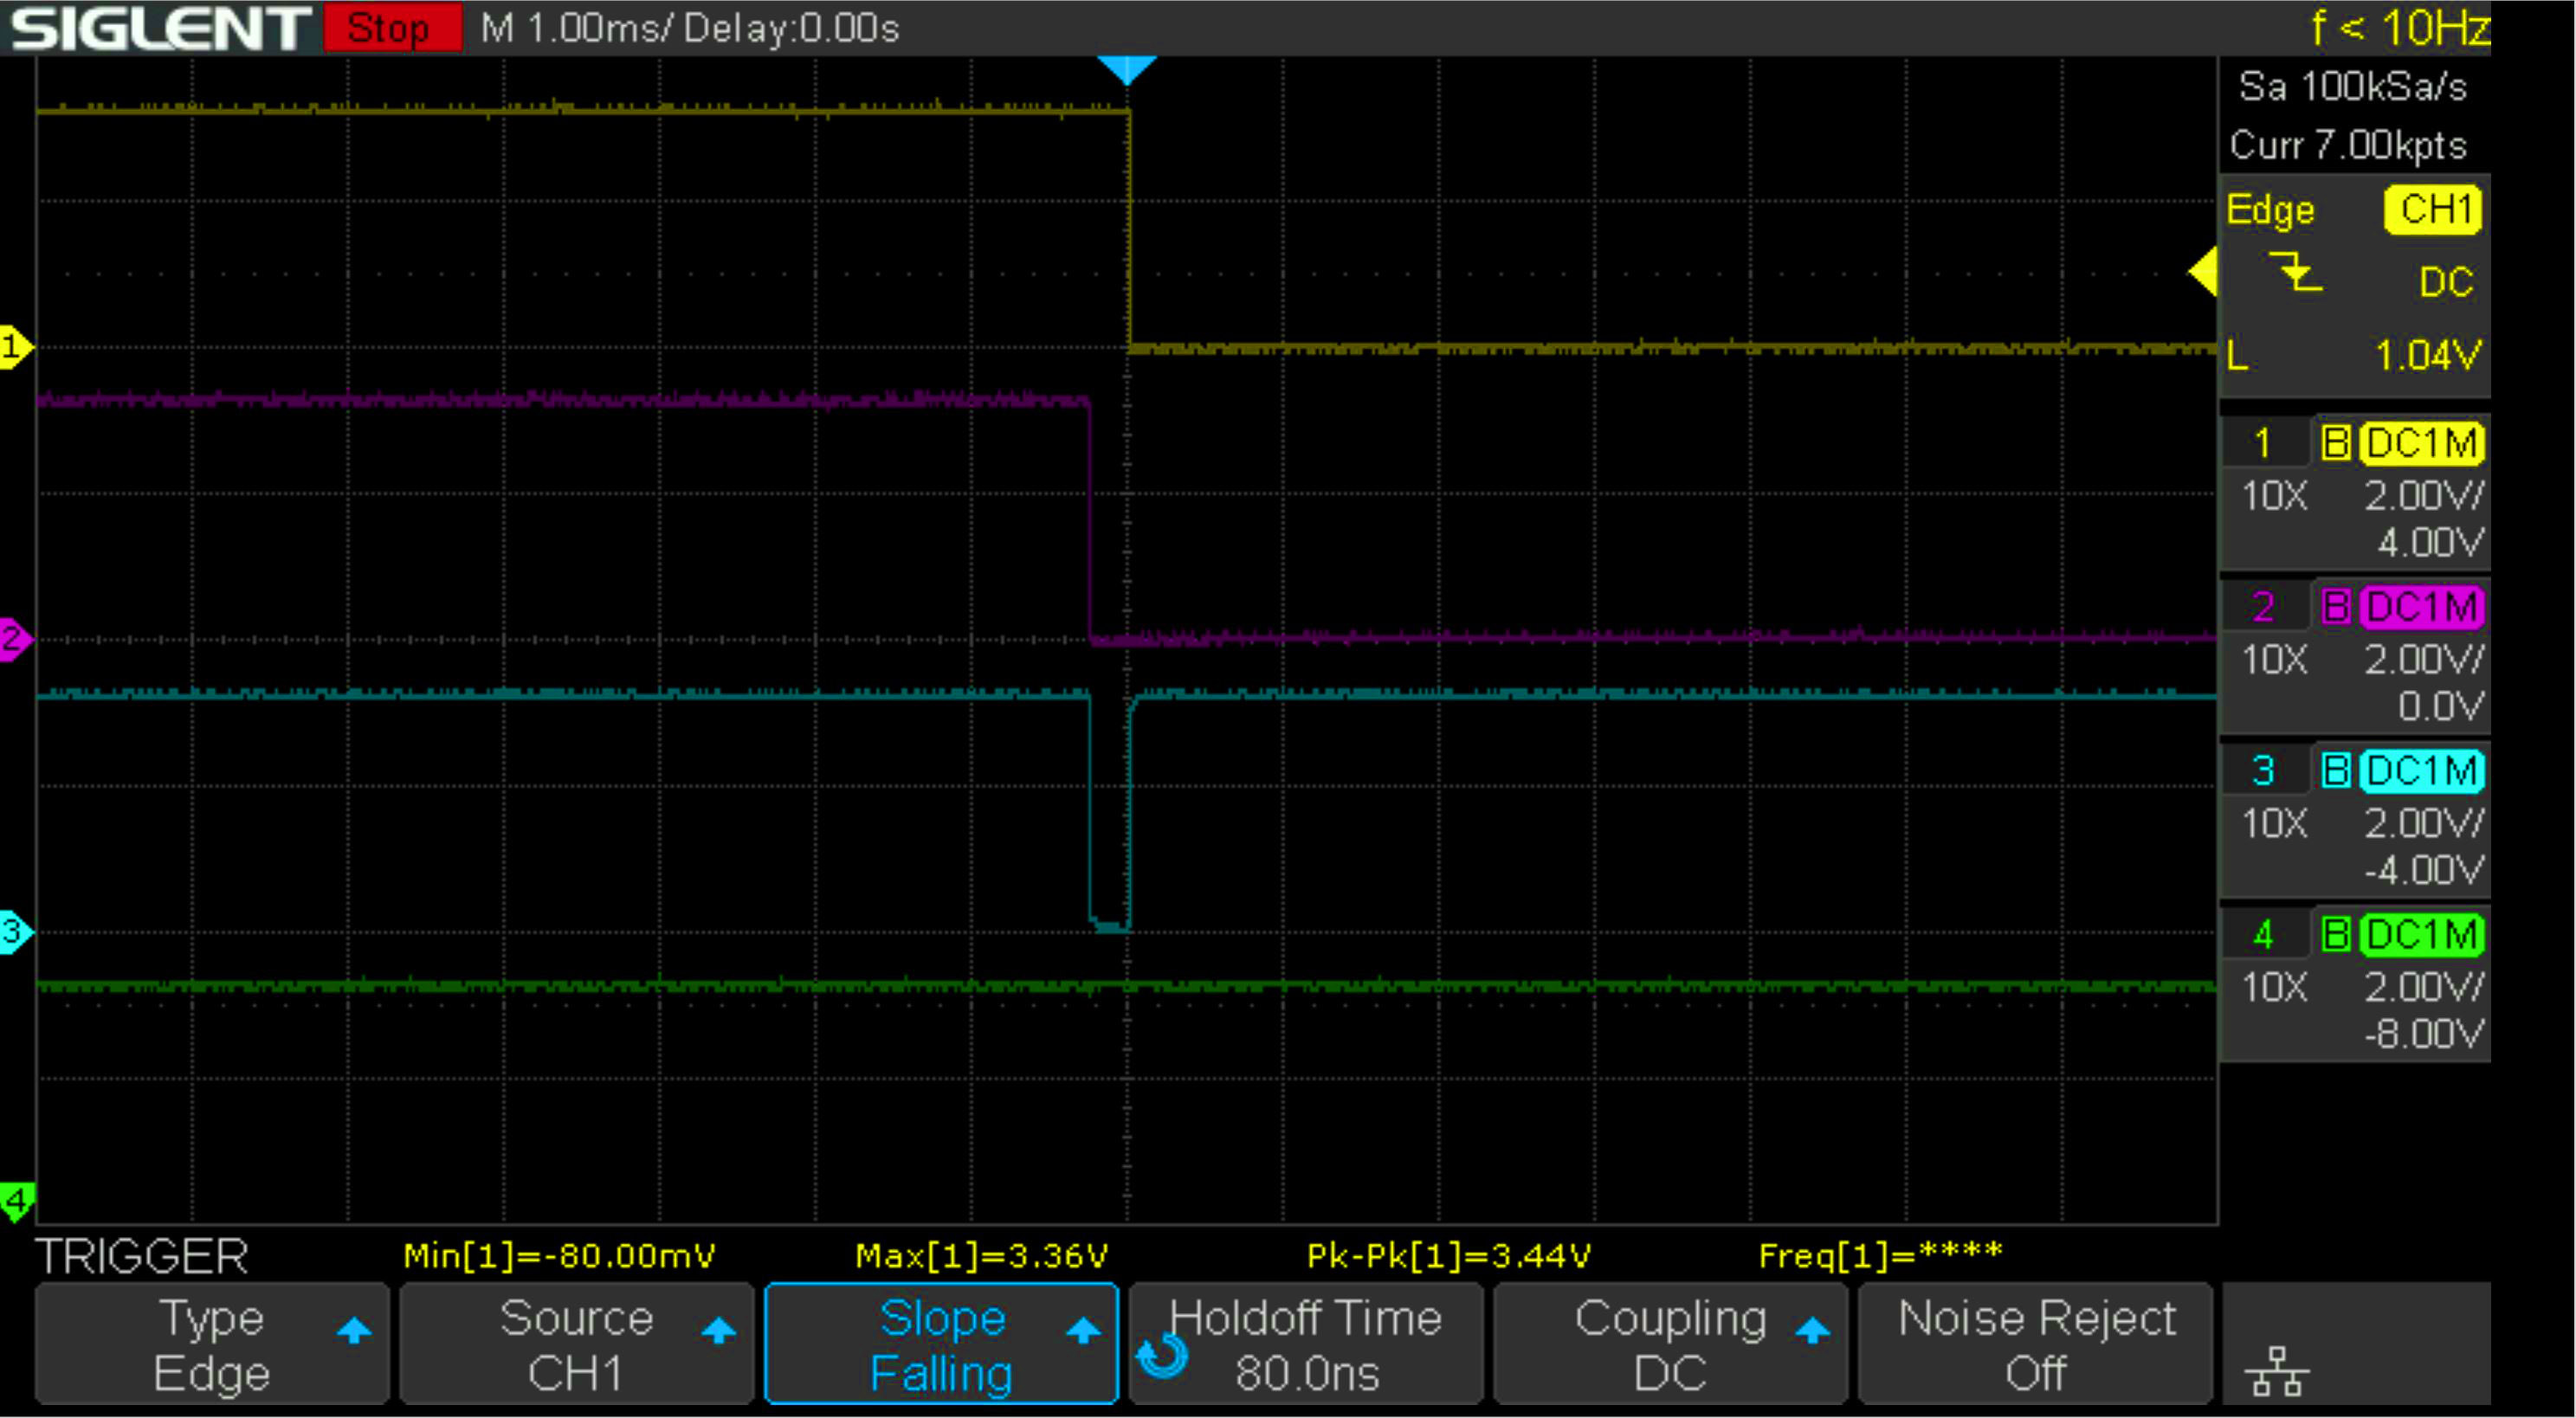 SIGLENT Stop M 1.00ms/ Delay:0.00s f < 10Hz
Sa 100kSa/s
Curr 7.00kpts
Edge CH1
DC
L 1.04V
1 B DC1M
10X 2.00V/
4.00V
2 B DC1M
10X 2.00V/
0.0V
3 B DC1M
10X 2.00V/
-4.00V
4 B DC1M
10X 2.00V/
-8.00V
1
2
3
4
TRIGGER Min[1]=-80.00mV Max[1]=3.36V Pk-Pk[1]=3.44V Freq[1]=****
Type Source Slope Holdoff Time Coupling Noise Reject
Edge CH1 Falling 80.0ns DC Off